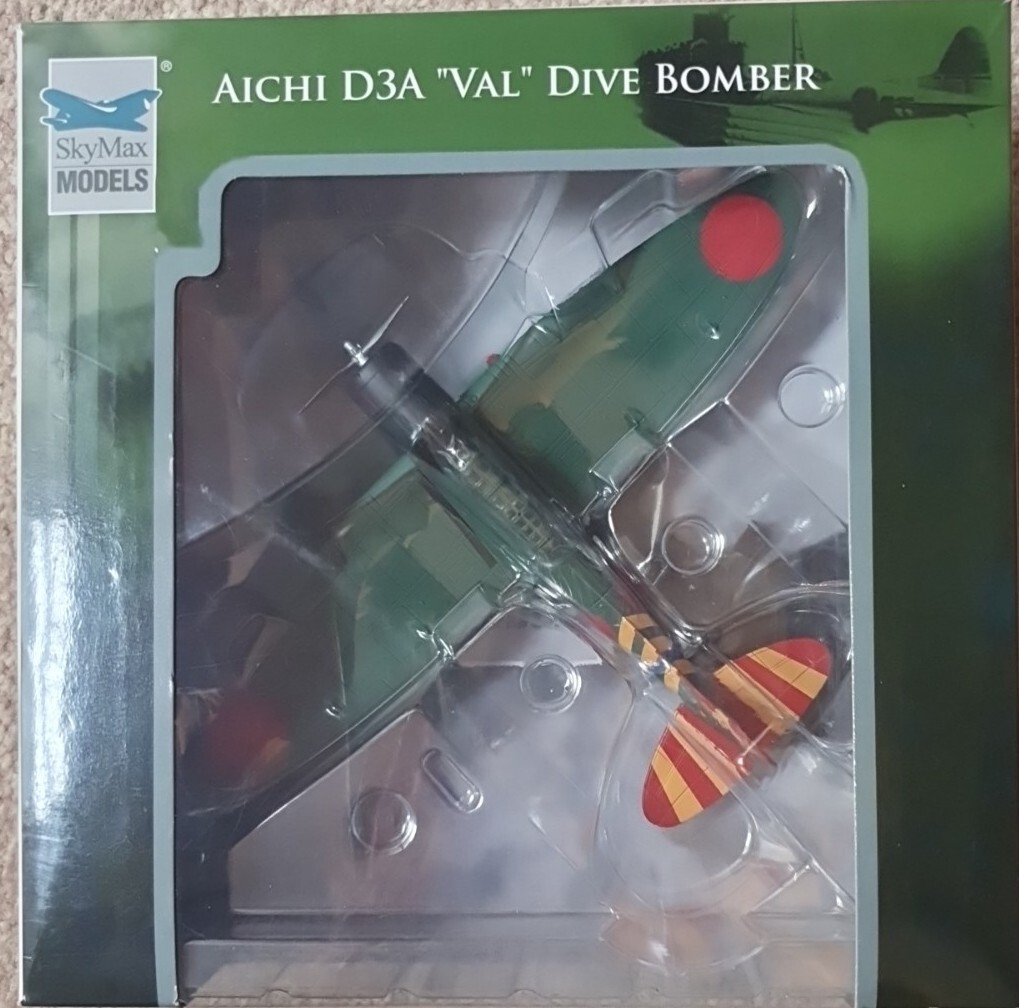 AICHI D3A "VAL" DIVE BOMBER
®
SkyMax
MODELS